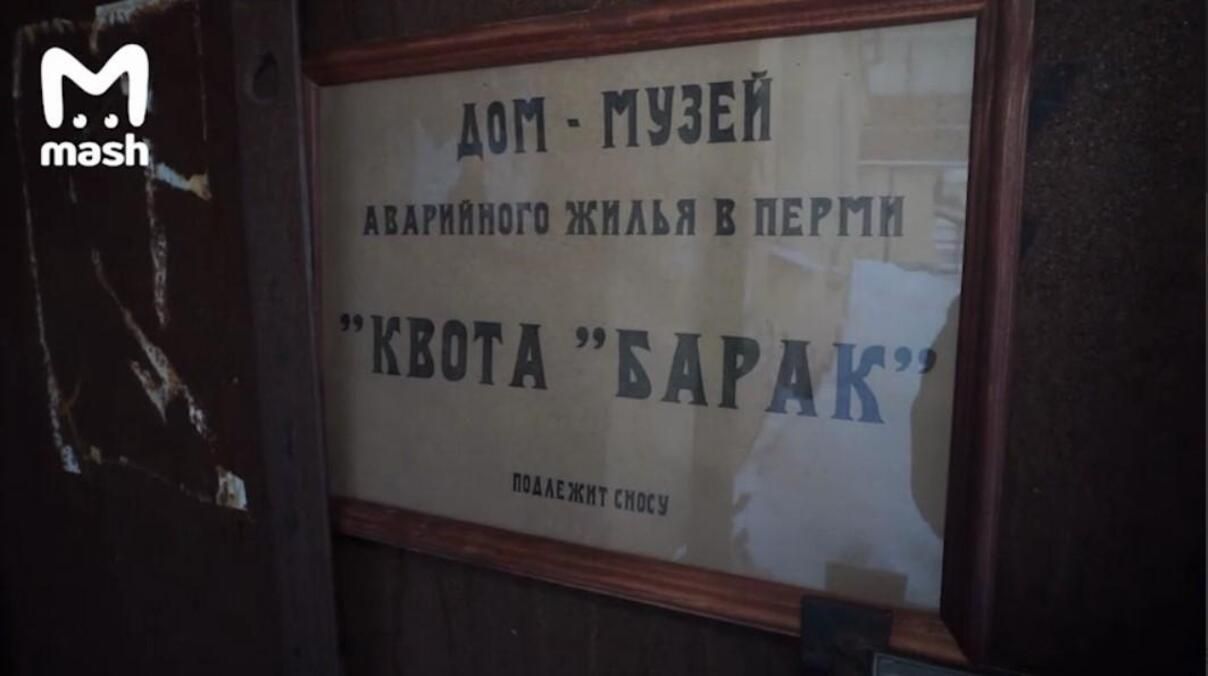 mash
ДОМ - МУЗЕЙ
АВАРИЙНОГО ЖИЛЬЯ В ПЕРМИ
"КВОТА "БАРАК"
ПОДЛЕЖИТ СНОСУ